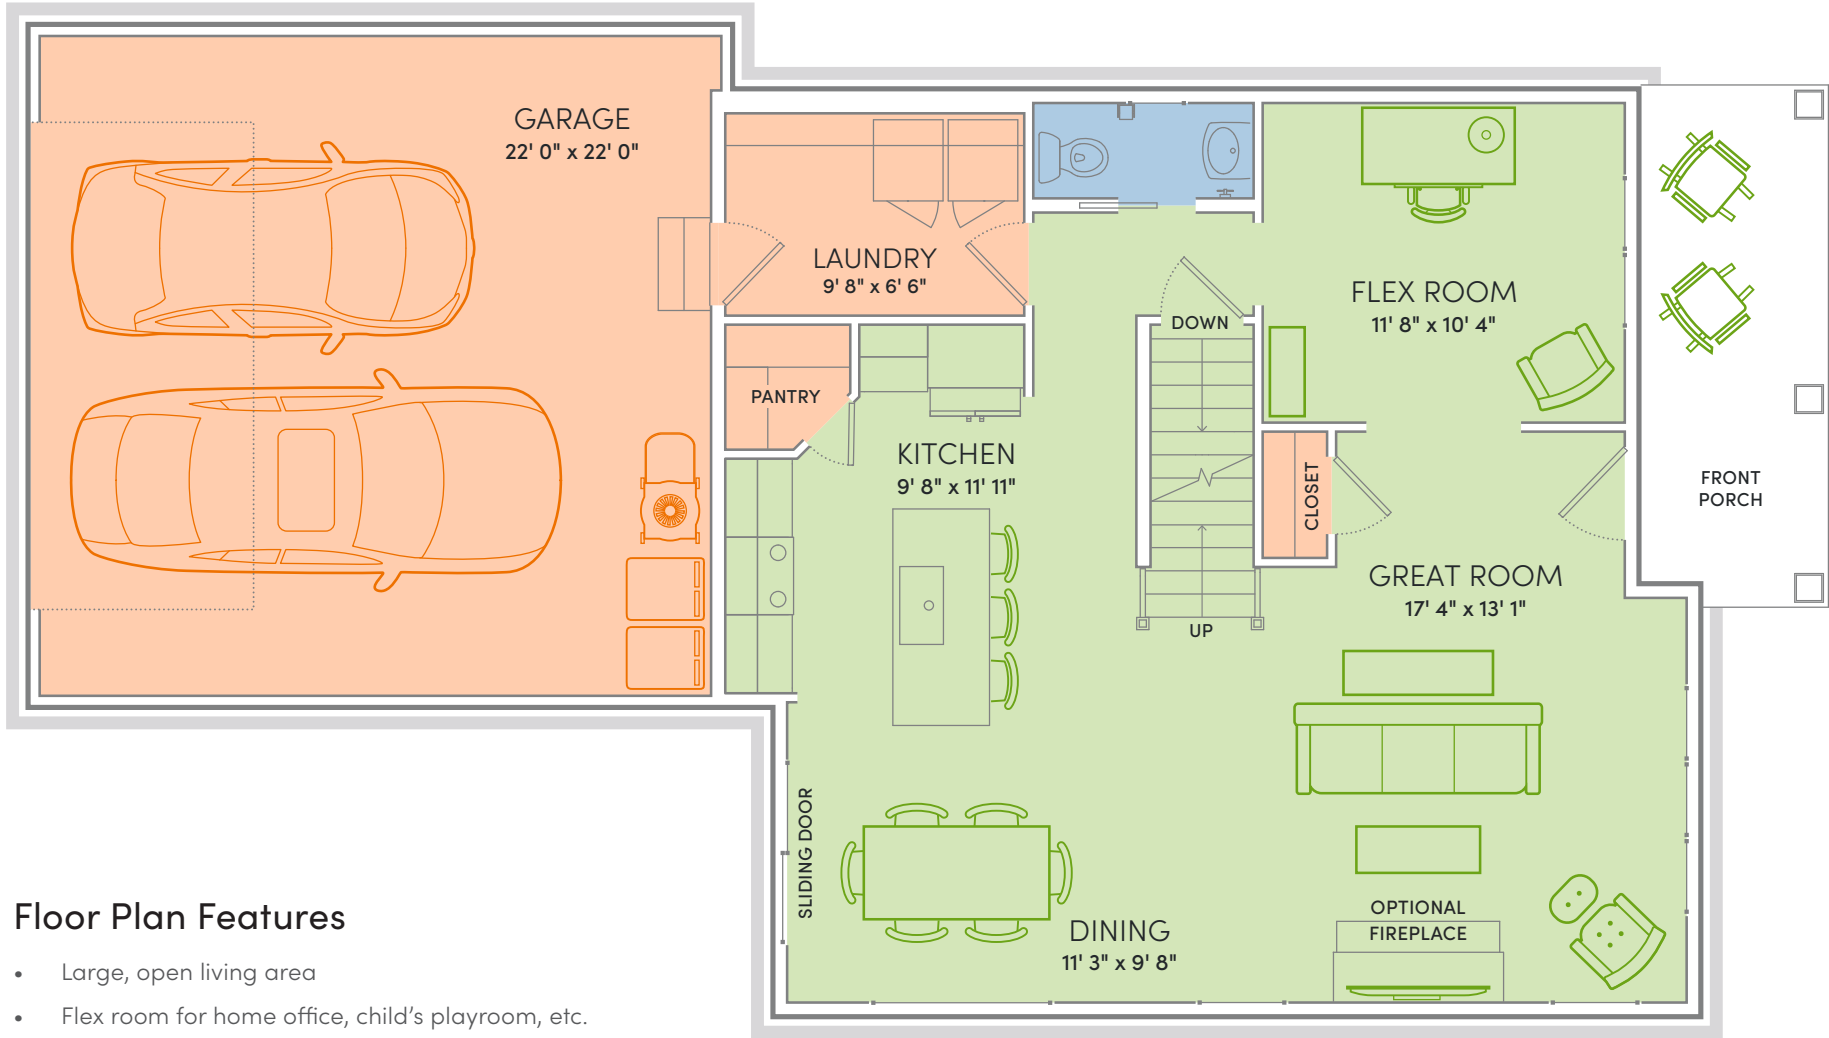 GARAGE
22' 0" x 22' 0"
LAUNDRY
9' 8" x 6' 6"
FLEX ROOM
11' 8" x 10' 4"
DOWN
PANTRY
KITCHEN
9' 8" x 11' 11"
CLOSET
FRONT
PORCH
GREAT ROOM
17' 4" x 13' 1"
UP
SLIDING DOOR
DINING
11' 3" x 9' 8"
OPTIONAL
FIREPLACE
Floor Plan Features
• Large, open living area
• Flex room for home office, child’s playroom, etc.